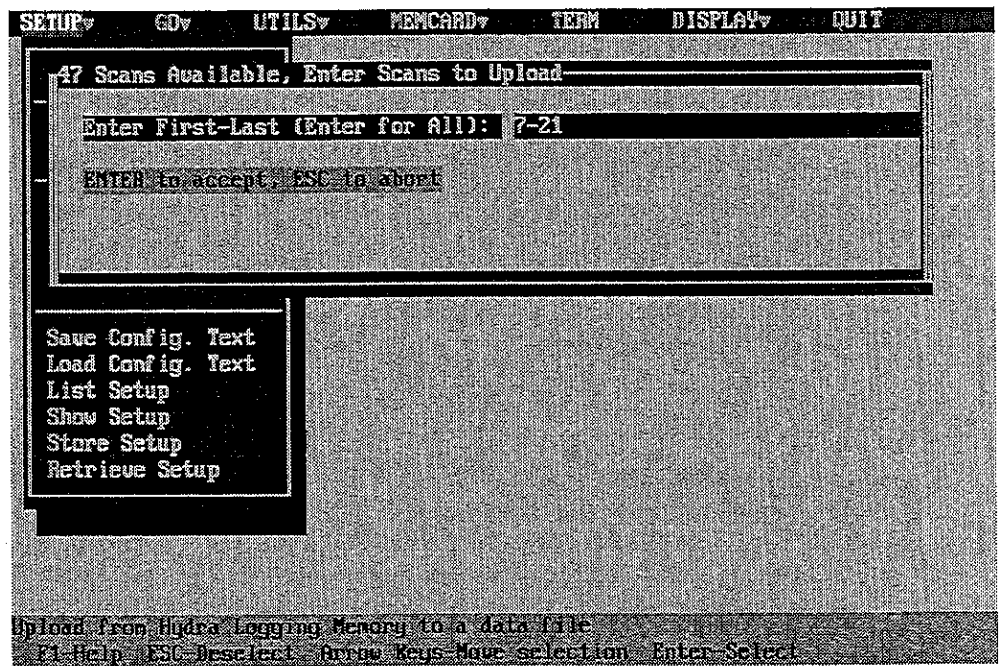 SETUP▼ GO▼ UTILS▼ MEMCARD▼ TERM DISPLAY▼ QUIT
47 Scans Available, Enter Scans to Upload
Enter First-Last (Enter for All): 7-21
ENTER to accept, ESC to abort
Save Config. Text
Load Config. Text
List Setup
Show Setup
Store Setup
Retrieve Setup
Upload from Hydra Logging Memory to a data file
F1-Help ESC-Deselect Arrow Keys-Move selection Enter-Select